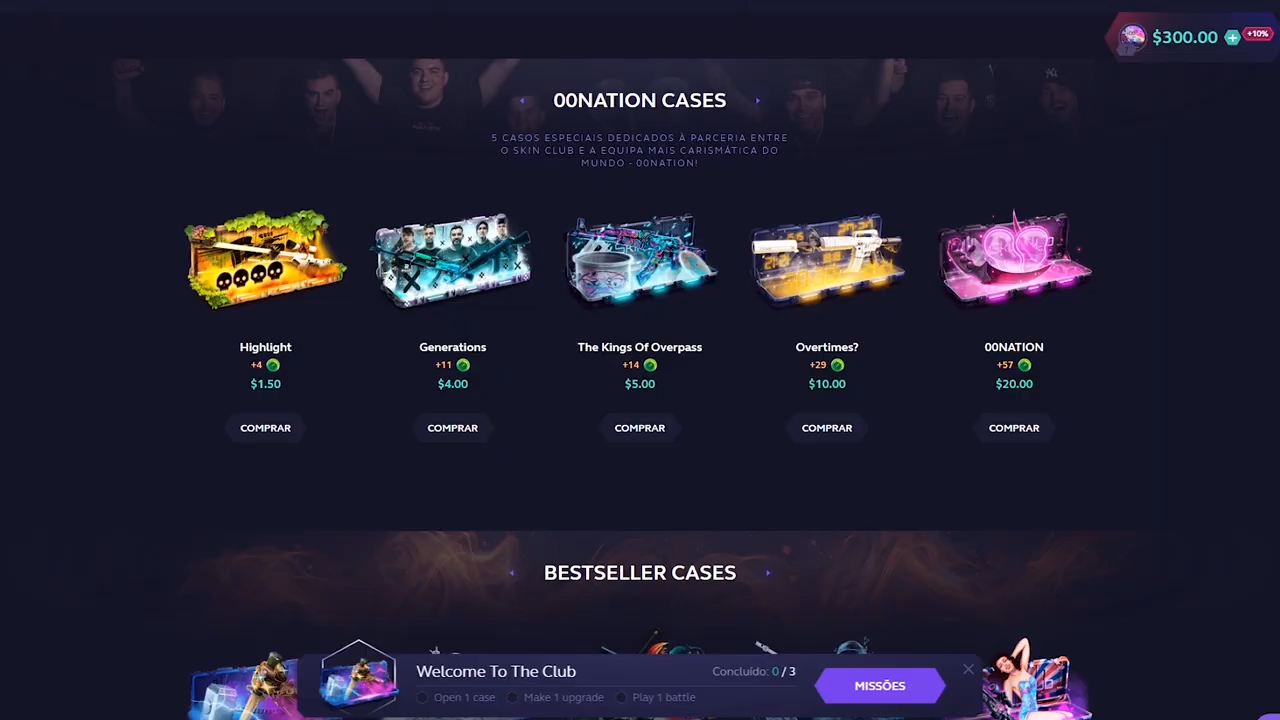 $300.00
+10%
00NATION CASES
5 CASOS ESPECIAIS DEDICADOS À PARCERIA ENTRE
O SKIN CLUB E A EQUIPA MAIS CARISMÁTICA DO
MUNDO - 00NATION!
Highlight
+4
$1.50
COMPRAR
Generations
+11
$4.00
COMPRAR
The Kings Of Overpass
+14
$5.00
COMPRAR
Overtimes?
+29
$10.00
COMPRAR
00NATION
+57
$20.00
COMPRAR
BESTSELLER CASES
Welcome To The Club
Concluído: 0 / 3
Open 1 case
Make 1 upgrade
Play 1 battle
MISSÕES